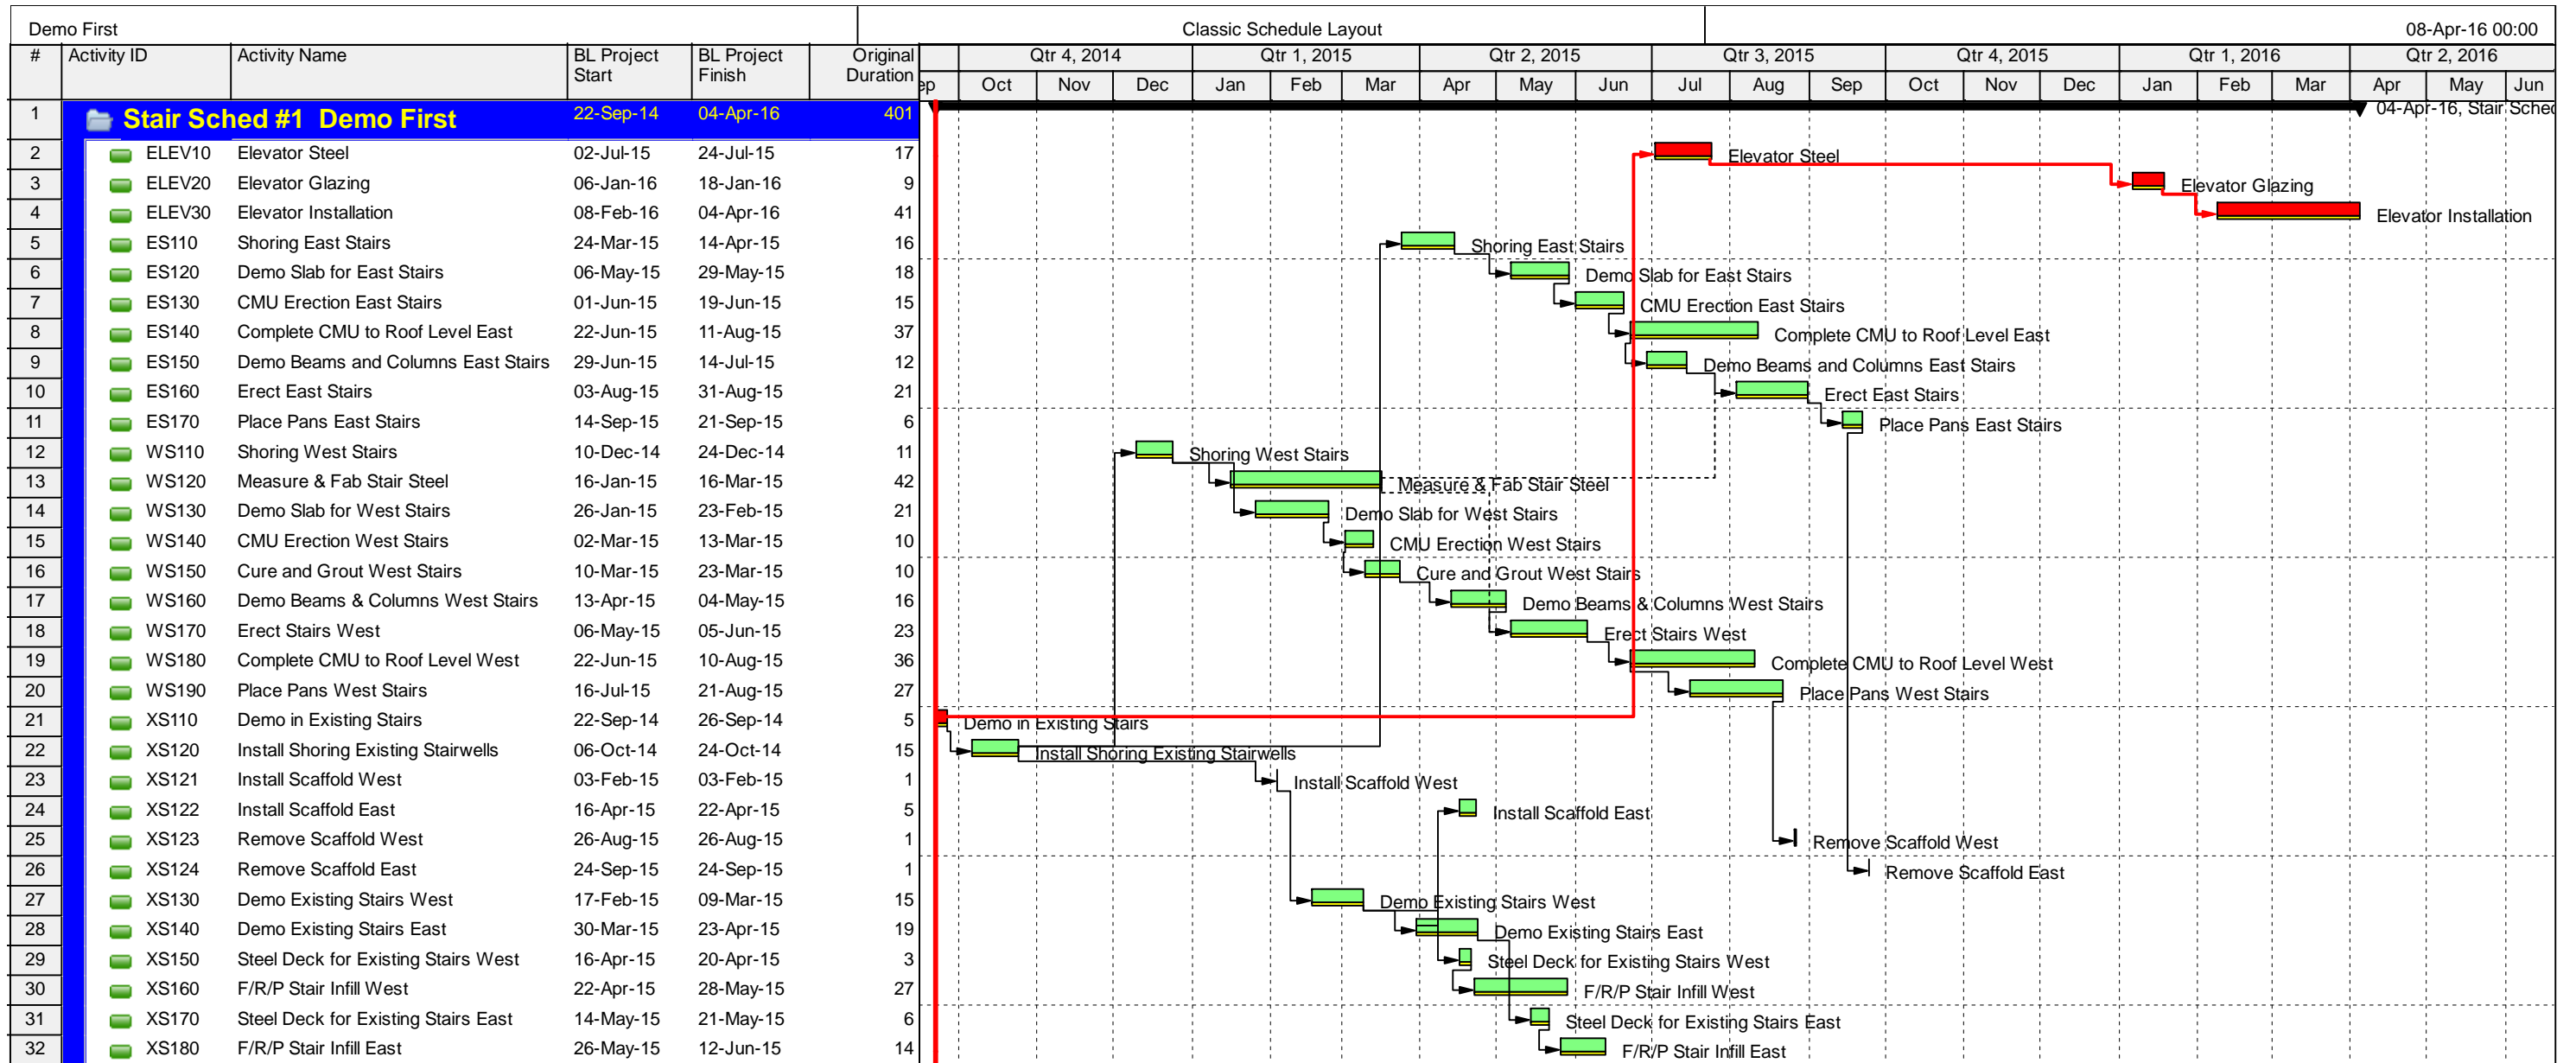 Demo First Classic Schedule Layout 08-Apr-16 00:00
# Activity ID Activity Name BL Project Start BL Project Finish Original Duration
Qtr 4, 2014 Qtr 1, 2015 Qtr 2, 2015 Qtr 3, 2015 Qtr 4, 2015 Qtr 1, 2016 Qtr 2, 2016
ep Oct Nov Dec Jan Feb Mar Apr May Jun Jul Aug Sep Oct Nov Dec Jan Feb Mar Apr May Jun
1 Stair Sched #1 Demo First 22-Sep-14 04-Apr-16 401 04-Apr-16, Stair Sched
2 ELEV10 Elevator Steel 02-Jul-15 24-Jul-15 17 Elevator Steel
3 ELEV20 Elevator Glazing 06-Jan-16 18-Jan-16 9 Elevator Glazing
4 ELEV30 Elevator Installation 08-Feb-16 04-Apr-16 41 Elevator Installation
5 ES110 Shoring East Stairs 24-Mar-15 14-Apr-15 16 Shoring East Stairs
6 ES120 Demo Slab for East Stairs 06-May-15 29-May-15 18 Demo Slab for East Stairs
7 ES130 CMU Erection East Stairs 01-Jun-15 19-Jun-15 15 CMU Erection East Stairs
8 ES140 Complete CMU to Roof Level East 22-Jun-15 11-Aug-15 37 Complete CMU to Roof Level East
9 ES150 Demo Beams and Columns East Stairs 29-Jun-15 14-Jul-15 12 Demo Beams and Columns East Stairs
10 ES160 Erect East Stairs 03-Aug-15 31-Aug-15 21 Erect East Stairs
11 ES170 Place Pans East Stairs 14-Sep-15 21-Sep-15 6 Place Pans East Stairs
12 WS110 Shoring West Stairs 10-Dec-14 24-Dec-14 11 Shoring West Stairs
13 WS120 Measure & Fab Stair Steel 16-Jan-15 16-Mar-15 42 Measure & Fab Stair Steel
14 WS130 Demo Slab for West Stairs 26-Jan-15 23-Feb-15 21 Demo Slab for West Stairs
15 WS140 CMU Erection West Stairs 02-Mar-15 13-Mar-15 10 CMU Erection West Stairs
16 WS150 Cure and Grout West Stairs 10-Mar-15 23-Mar-15 10 Cure and Grout West Stairs
17 WS160 Demo Beams & Columns West Stairs 13-Apr-15 04-May-15 16 Demo Beams & Columns West Stairs
18 WS170 Erect Stairs West 06-May-15 05-Jun-15 23 Erect Stairs West
19 WS180 Complete CMU to Roof Level West 22-Jun-15 10-Aug-15 36 Complete CMU to Roof Level West
20 WS190 Place Pans West Stairs 16-Jul-15 21-Aug-15 27 Place Pans West Stairs
21 XS110 Demo in Existing Stairs 22-Sep-14 26-Sep-14 5 Demo in Existing Stairs
22 XS120 Install Shoring Existing Stairwells 06-Oct-14 24-Oct-14 15 Install Shoring Existing Stairwells
23 XS121 Install Scaffold West 03-Feb-15 03-Feb-15 1 Install Scaffold West
24 XS122 Install Scaffold East 16-Apr-15 22-Apr-15 5 Install Scaffold East
25 XS123 Remove Scaffold West 26-Aug-15 26-Aug-15 1 Remove Scaffold West
26 XS124 Remove Scaffold East 24-Sep-15 24-Sep-15 1 Remove Scaffold East
27 XS130 Demo Existing Stairs West 17-Feb-15 09-Mar-15 15 Demo Existing Stairs West
28 XS140 Demo Existing Stairs East 30-Mar-15 23-Apr-15 19 Demo Existing Stairs East
29 XS150 Steel Deck for Existing Stairs West 16-Apr-15 20-Apr-15 3 Steel Deck for Existing Stairs West
30 XS160 F/R/P Stair Infill West 22-Apr-15 28-May-15 27 F/R/P Stair Infill West
31 XS170 Steel Deck for Existing Stairs East 14-May-15 21-May-15 6 Steel Deck for Existing Stairs East
32 XS180 F/R/P Stair Infill East 26-May-15 12-Jun-15 14 F/R/P Stair Infill East